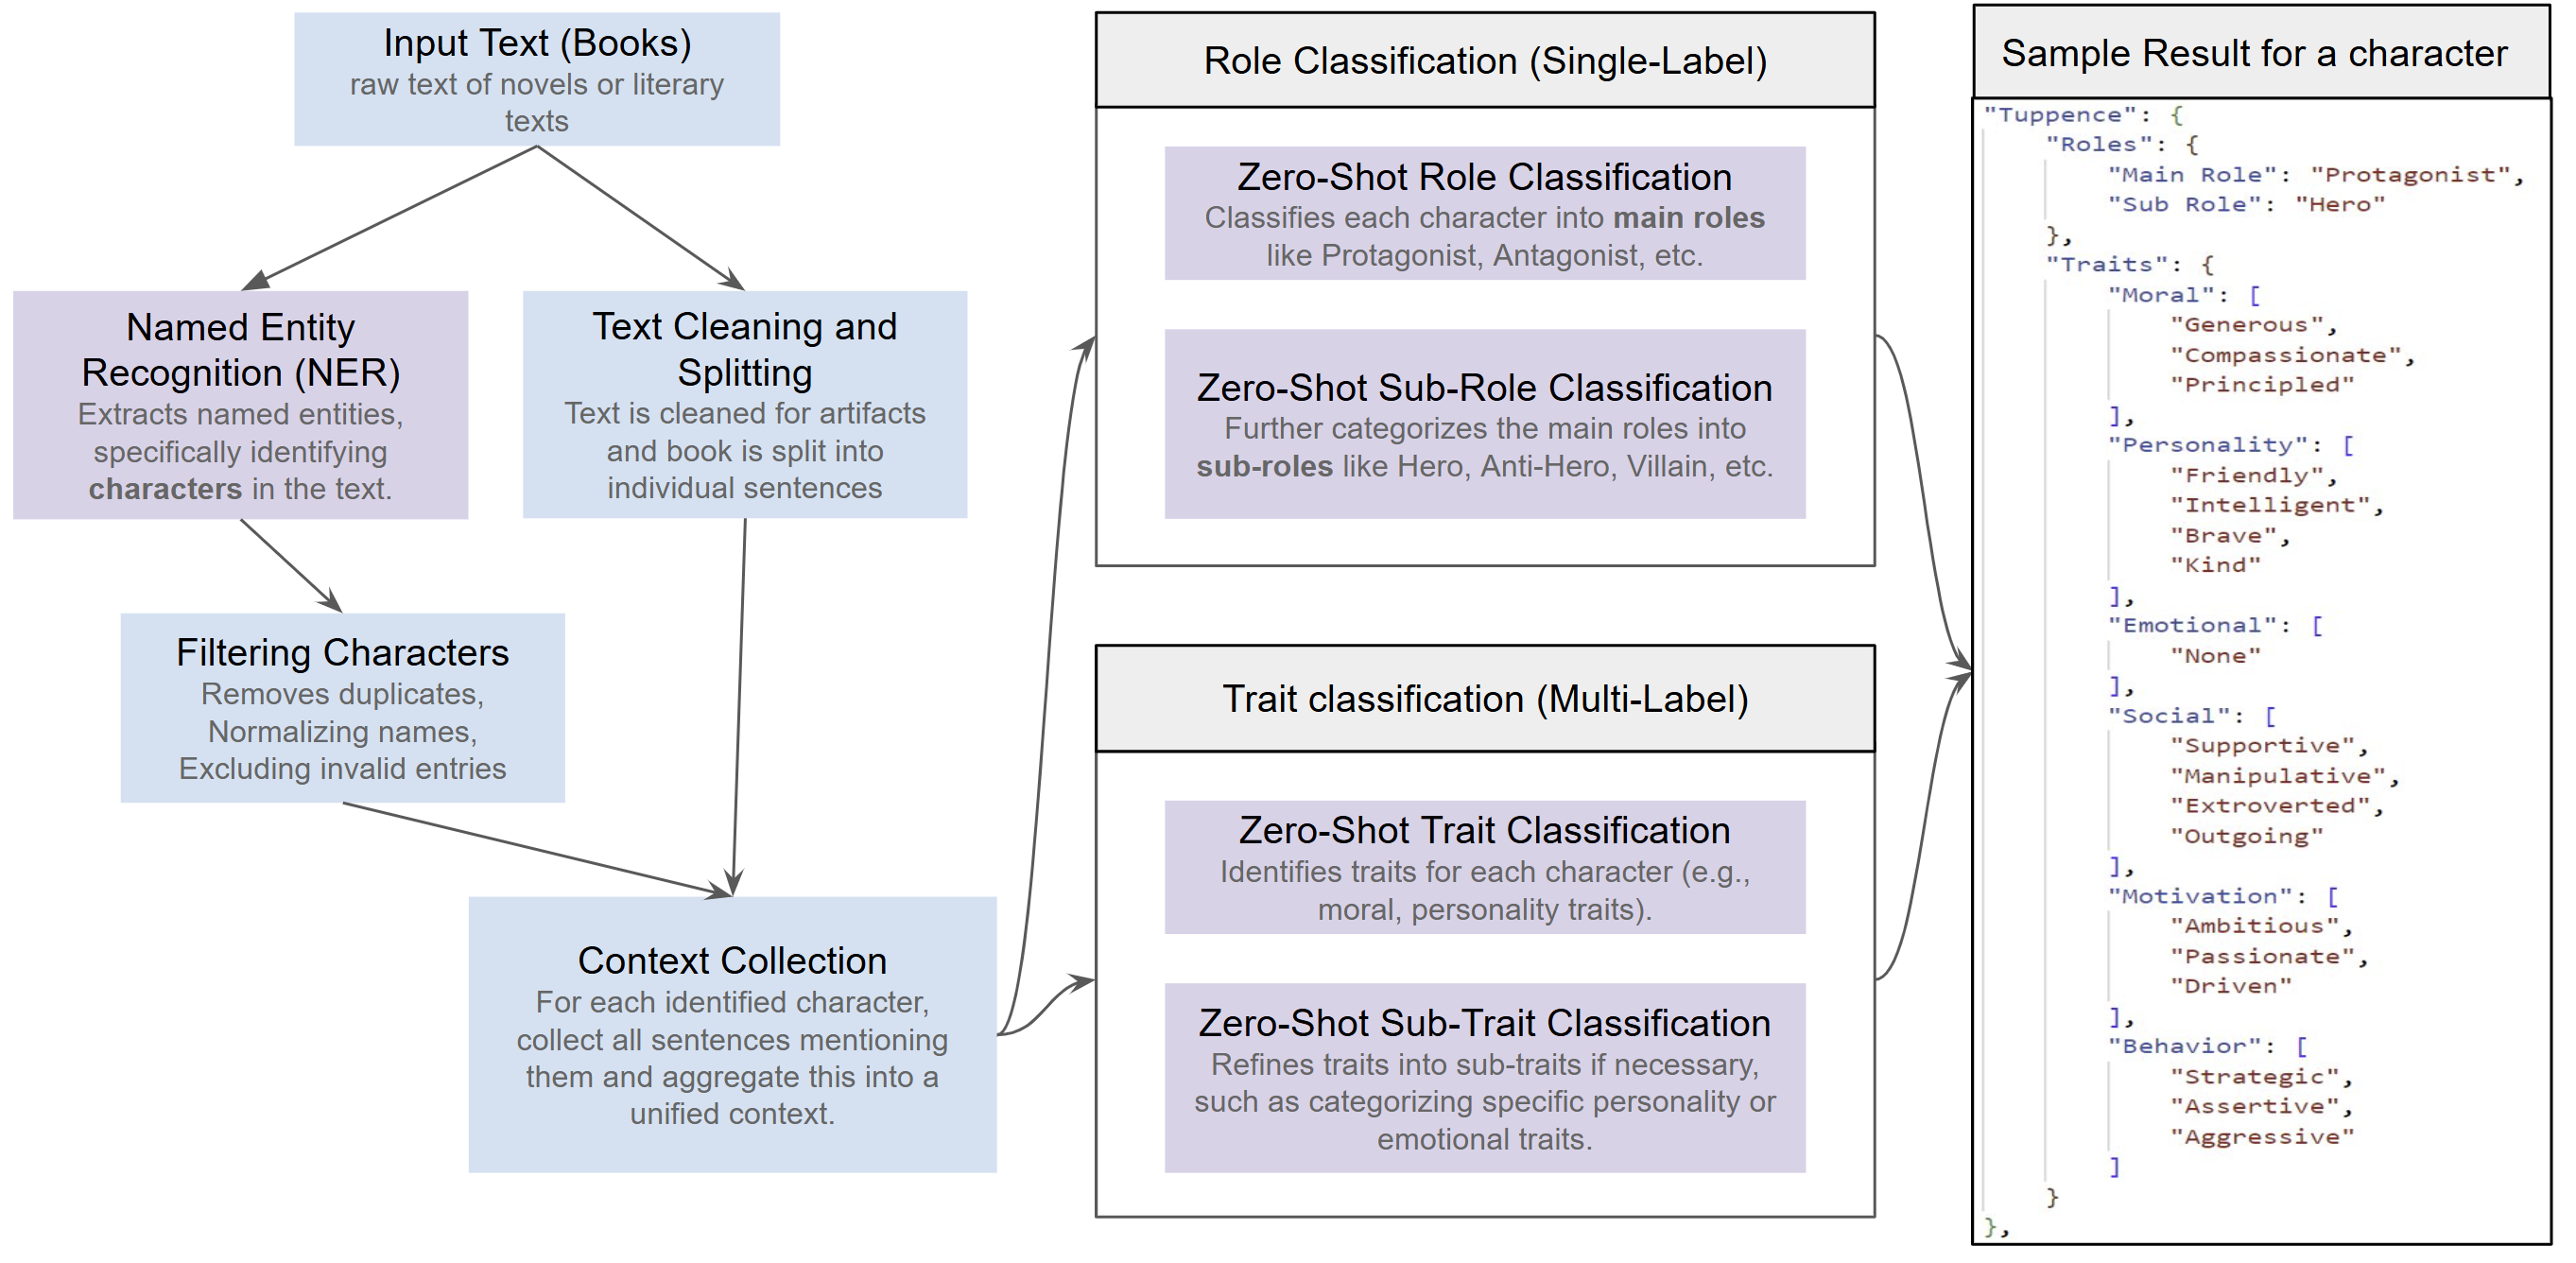 Input Text (Books)
raw text of novels or literary
texts
Named Entity
Recognition (NER)
Extracts named entities,
specifically identifying
characters in the text.
Text Cleaning and
Splitting
Text is cleaned for artifacts
and book is split into
individual sentences
Filtering Characters
Removes duplicates,
Normalizing names,
Excluding invalid entries
Context Collection
For each identified character,
collect all sentences mentioning
them and aggregate this into a
unified context.
Role Classification (Single-Label)
Zero-Shot Role Classification
Classifies each character into main roles
like Protagonist, Antagonist, etc.
Zero-Shot Sub-Role Classification
Further categorizes the main roles into
sub-roles like Hero, Anti-Hero, Villain, etc.
Trait classification (Multi-Label)
Zero-Shot Trait Classification
Identifies traits for each character (e.g.,
moral, personality traits).
Zero-Shot Sub-Trait Classification
Refines traits into sub-traits if necessary,
such as categorizing specific personality or
emotional traits.
Sample Result for a character
"Tuppence": {
"Roles": {
"Main Role": "Protagonist",
"Sub Role": "Hero"
},
"Traits": {
"Moral": [
"Generous",
"Compassionate",
"Principled"
],
"Personality": [
"Friendly",
"Intelligent",
"Brave",
"Kind"
],
"Emotional": [
"None"
],
"Social": [
"Supportive",
"Manipulative",
"Extroverted",
"Outgoing"
],
"Motivation": [
"Ambitious",
"Passionate",
"Driven"
],
"Behavior": [
"Strategic",
"Assertive",
"Aggressive"
]
}
},